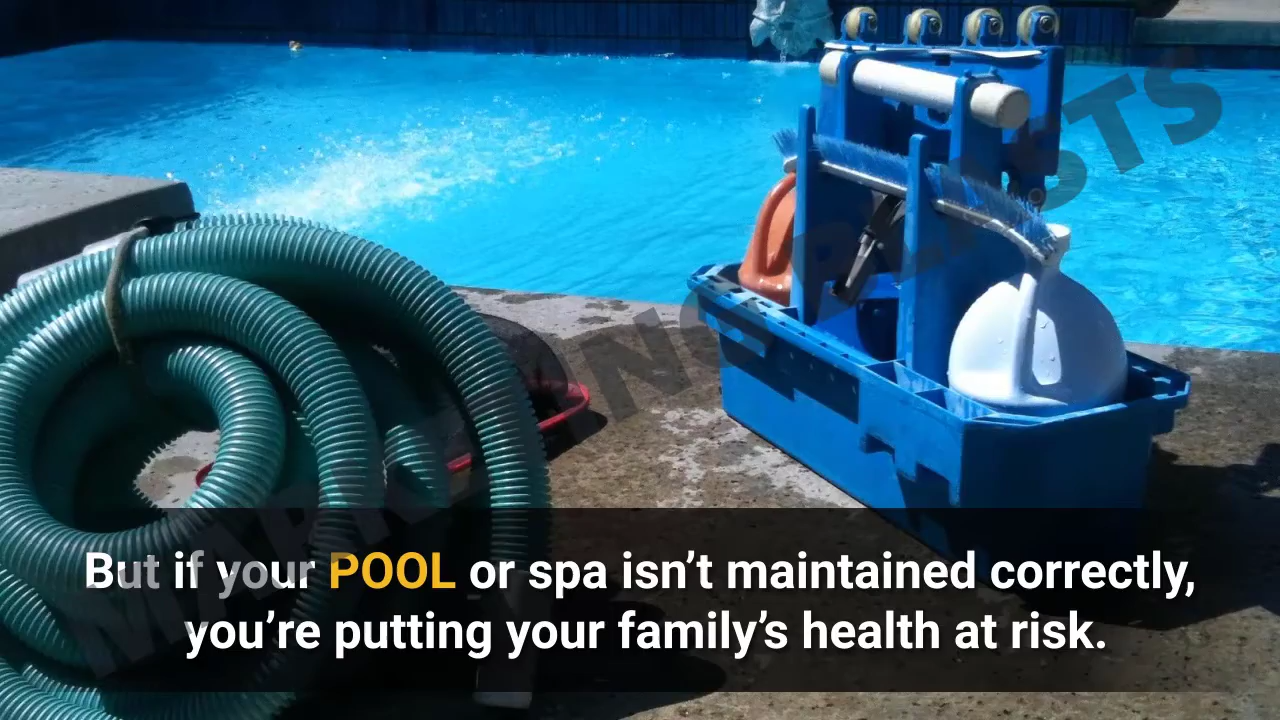 But if your POOL or spa isn’t maintained correctly,
you’re putting your family’s health at risk.